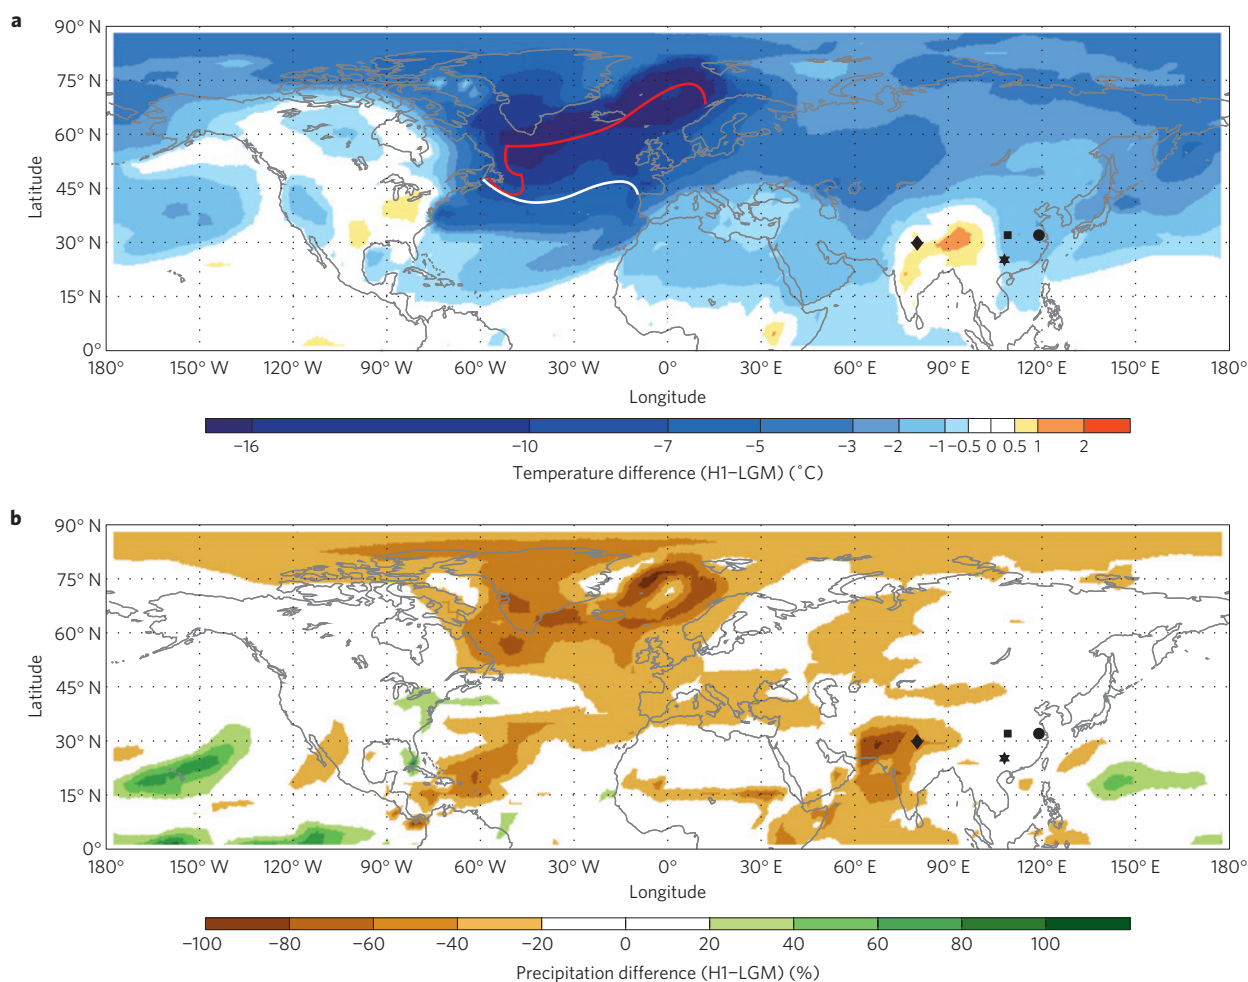 a
90° N
75° N
60° N
45° N
30° N
15° N
0°
Latitude
180° 150° W 120° W 90° W 60° W 30° W 0° 30° E 60° E 90° E 120° E 150° E 180°
Longitude
−16 −10 −7 −5 −3 −2 −1 −0.5 0 0.5 1 2
Temperature difference (H1−LGM) (°C)
b
90° N
75° N
60° N
45° N
30° N
15° N
0°
Latitude
180° 150° W 120° W 90° W 60° W 30° W 0° 30° E 60° E 90° E 120° E 150° E 180°
Longitude
−100 −80 −60 −40 −20 0 20 40 60 80 100
Precipitation difference (H1−LGM) (%)